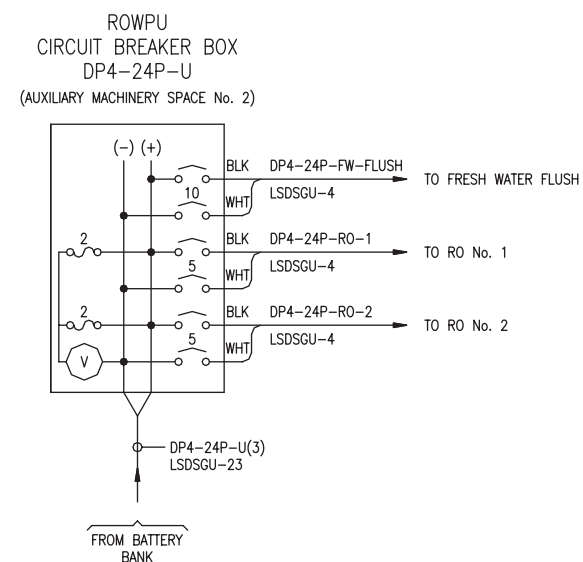 ROWPU
CIRCUIT BREAKER BOX
DP4-24P-U
(AUXILIARY MACHINERY SPACE No. 2)
(-) (+)
BLK DP4-24P-FW-FLUSH
TO FRESH WATER FLUSH
10
WHT LSDSGU-4
2
BLK DP4-24P-RO-1
TO RO No. 1
5
WHT LSDSGU-4
2
BLK DP4-24P-RO-2
TO RO No. 2
5
WHT LSDSGU-4
V
DP4-24P-U(3)
LSDSGU-23
FROM BATTERY
BANK